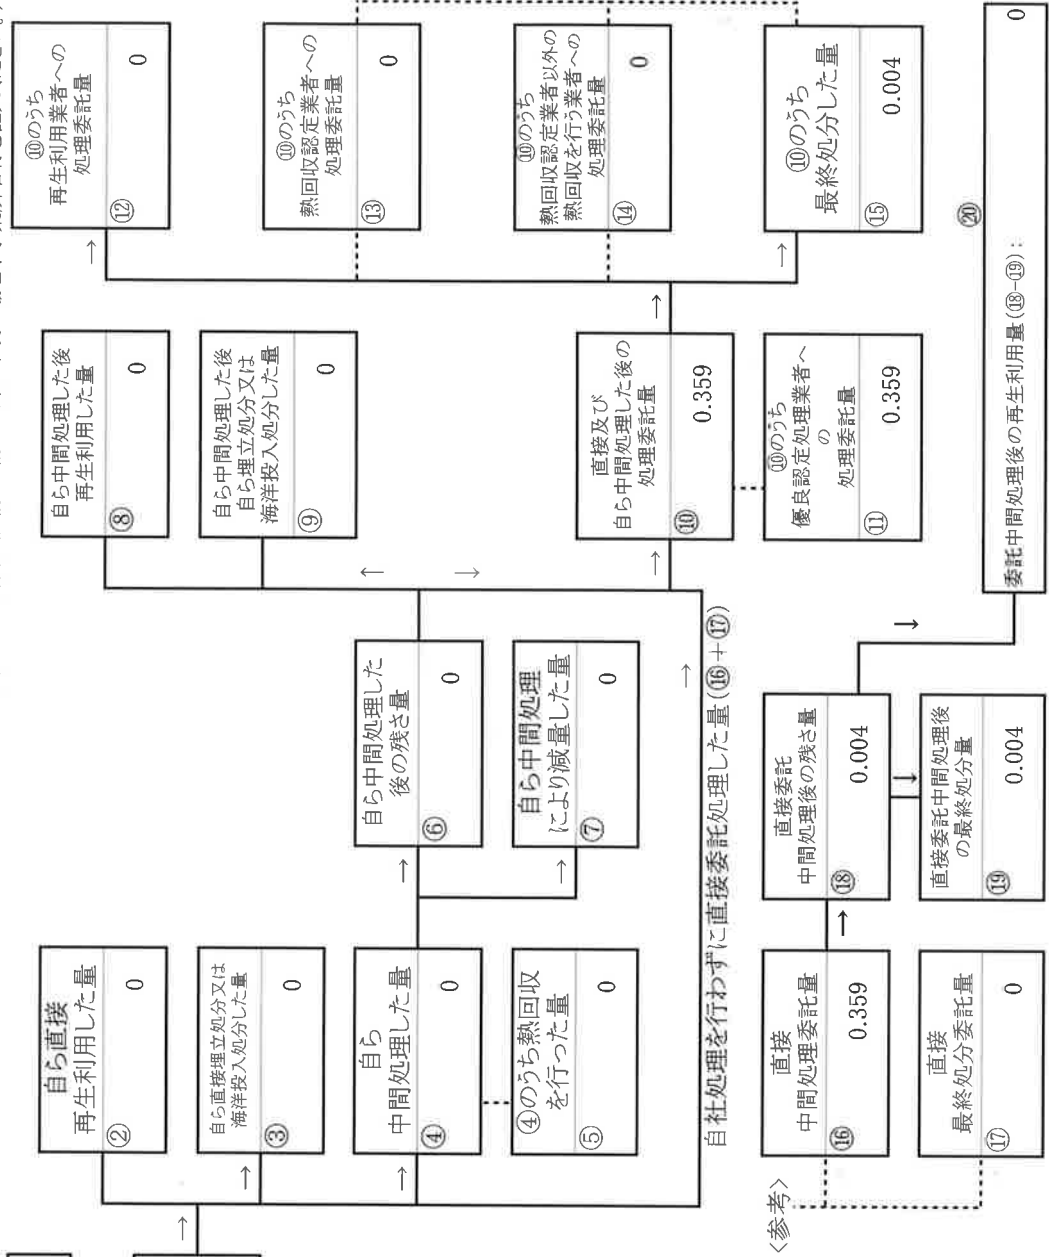 自ら直接
再生利用した量
②
0
自ら直接埋立処分又は
海洋投入処分した量
③
0
自ら
中間処理した量
④
0
④のうち熱回収
を行った量
⑤
0
自ら中間処理した
後の残さ量
⑥
0
自ら中間処理
により減量した量
⑦
0
自ら中間処理した後
再生利用した量
⑧
0
自ら中間処理した後
自ら埋立処分又は
海洋投入処分した量
⑨
0
直接及び
自ら中間処理した後の
処理委託量
⑩
0.359
⑩のうち
優良認定処理業者へ
の
処理委託量
⑪
0.359
⑩のうち
再生利用業者への
処理委託量
⑫
0
⑩のうち
熱回収認定業者への
処理委託量
⑬
0
⑩のうち
熱回収認定業者以外の
熱回収を行う業者への
処理委託量
⑭
0
⑩のうち
最終処分した量
⑮
0.004
自社処理を行わずに直接委託処理した量(⑯+⑰)
<参考>
直接
中間処理委託量
⑯
0.359
直接
最終処分委託量
⑰
0
直接委託
中間処理後の残さ量
⑱
0.004
直接委託中間処理後
の最終処分量
⑲
0.004
⑳
委託中間処理後の再生利用量(⑱-⑲):
0